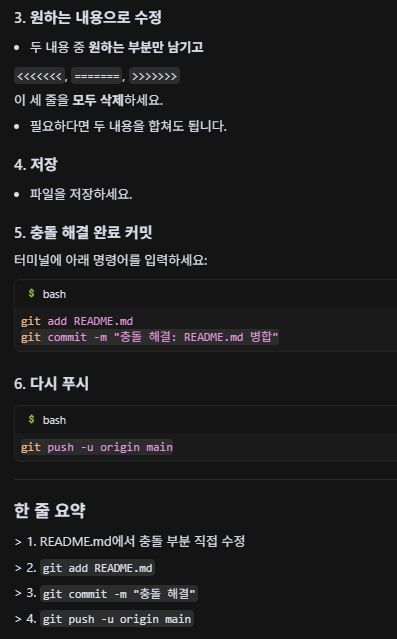 3. 원하는 내용으로 수정
• 두 내용 중 원하는 부분만 남기고
<<<<<<<, =======, >>>>>>>
이 세 줄을 모두 삭제하세요.
• 필요하다면 두 내용을 합쳐도 됩니다.
4. 저장
• 파일을 저장하세요.
5. 충돌 해결 완료 커밋
터미널에 아래 명령어를 입력하세요:
$ bash
git add README.md
git commit -m "충돌 해결: README.md 병합"
6. 다시 푸시
$ bash
git push -u origin main
한 줄 요약
> 1. README.md에서 충돌 부분 직접 수정
> 2. git add README.md
> 3. git commit -m "충돌 해결"
> 4. git push -u origin main